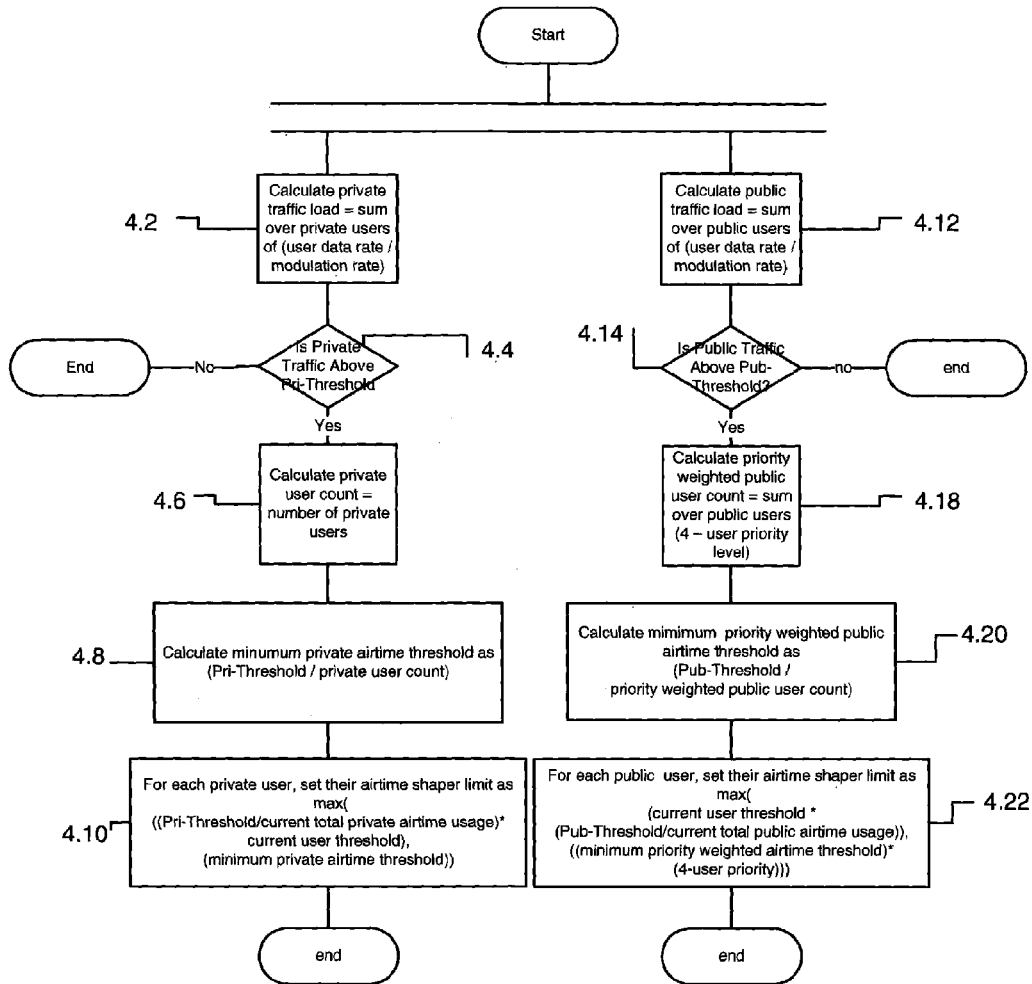 Start
Calculate private
traffic load = sum
over private users
of (user data rate /
modulation rate)
4.2
Calculate public
traffic load = sum
over public users
of (user data rate /
modulation rate)
4.12
End
No
Is Private
Traffic Above
Pri-Threshold
4.4
4.14
Is Public Traffic
Above Pub-
Threshold?
no
end
Yes
Yes
Calculate private
user count =
number of private
users
4.6
Calculate priority
weighted public
user count = sum
over public users
(4 – user priority
level)
4.18
Calculate minumum private airtime threshold as
(Pri-Threshold / private user count)
4.8
Calculate mimimum priority weighted public
airtime threshold as
(Pub-Threshold /
priority weighted public user count)
4.20
For each private user, set their airtime shaper limit as
max(
((Pri-Threshold/current total private airtime usage)*
current user threshold),
(minimum private airtime threshold))
4.10
For each public user, set their airtime shaper limit as
max(
(current user threshold *
(Pub-Threshold/current total public airtime usage)),
((minimum priority weighted airtime threshold)*
(4-user priority)))
4.22
end
end